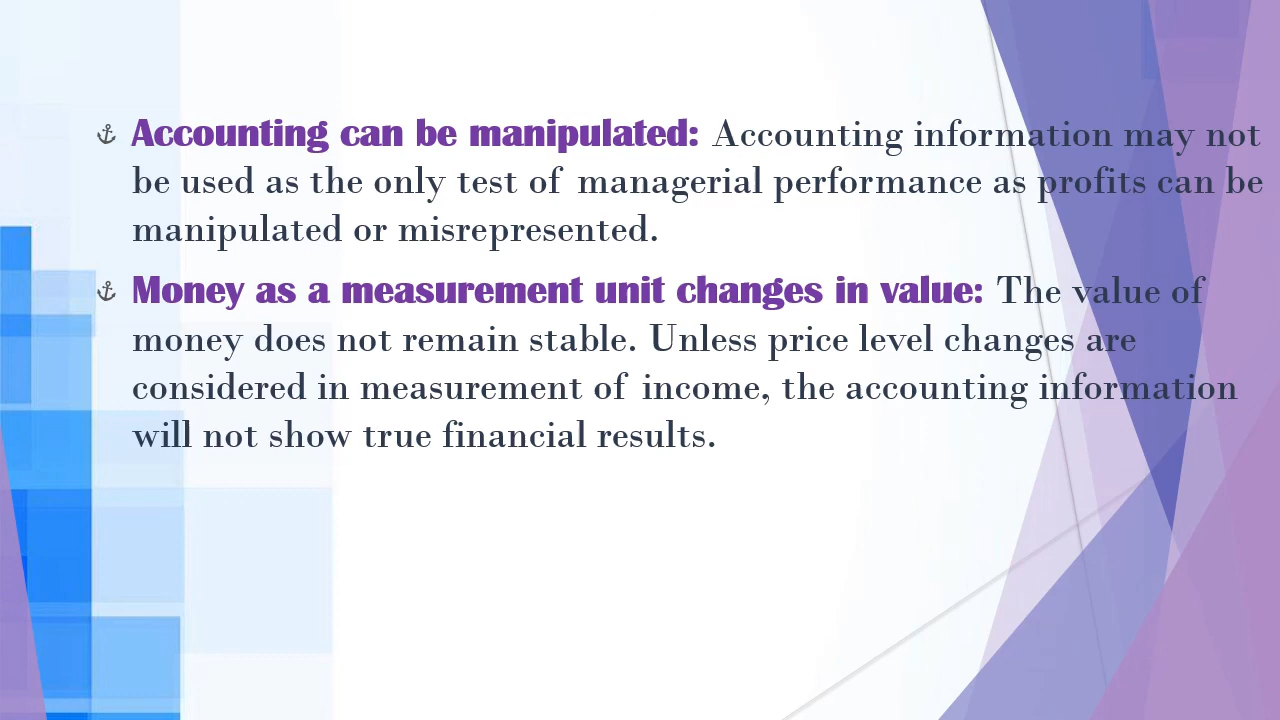 ⚓ Accounting can be manipulated: Accounting information may not
be used as the only test of managerial performance as profits can be
manipulated or misrepresented.
⚓ Money as a measurement unit changes in value: The value of
money does not remain stable. Unless price level changes are
considered in measurement of income, the accounting information
will not show true financial results.